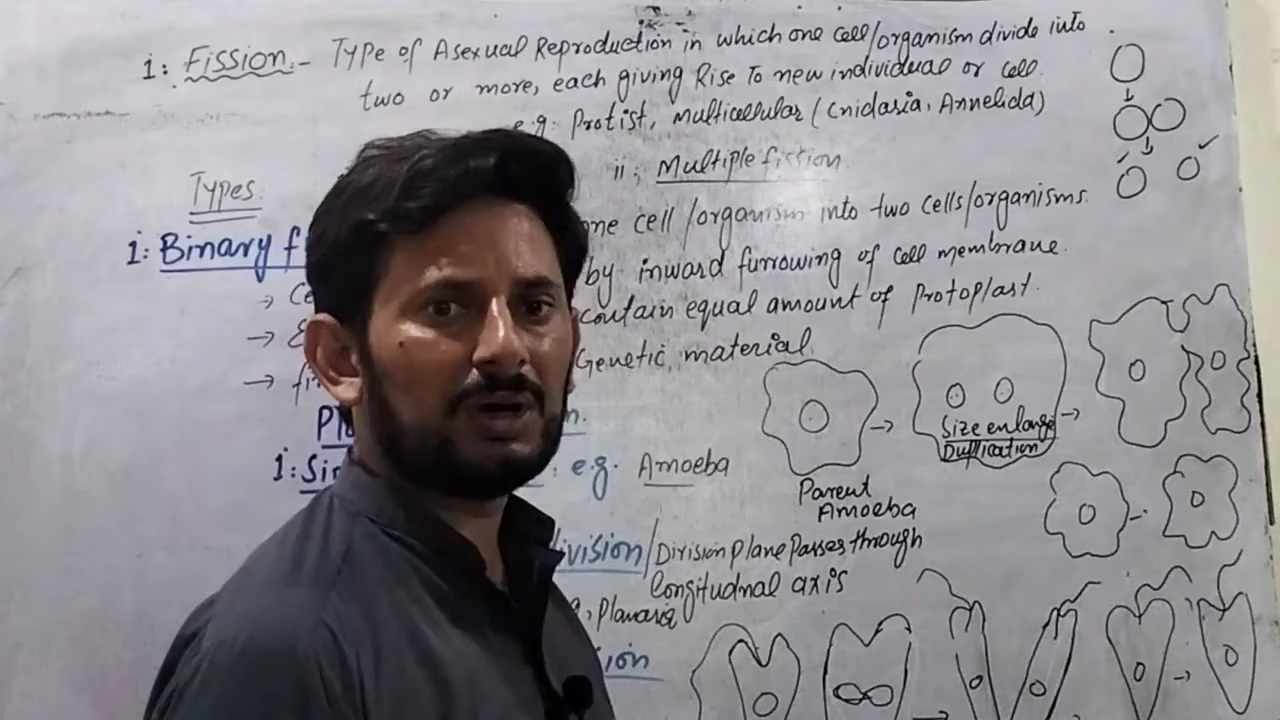 1: Fission:- Type of Asexual Reproduction in which one cell/organism divide into
two or more, each giving Rise To new individual or cell.
e.g: Protist, multicellular (Cnidaria, Annelida)
Types
ii: Multiple fission
1: Binary f
one cell/organism into two cells/organisms.
by inward furrowing of cell membrane.
contain equal amount of Protoplast.
Genetic, material
1: Sim
: e.g. Amoeba
Size enlarge
Duplication
Parent
Amoeba
ivision/Division plane Passes through
longitudnal axis
, Planaria
ion